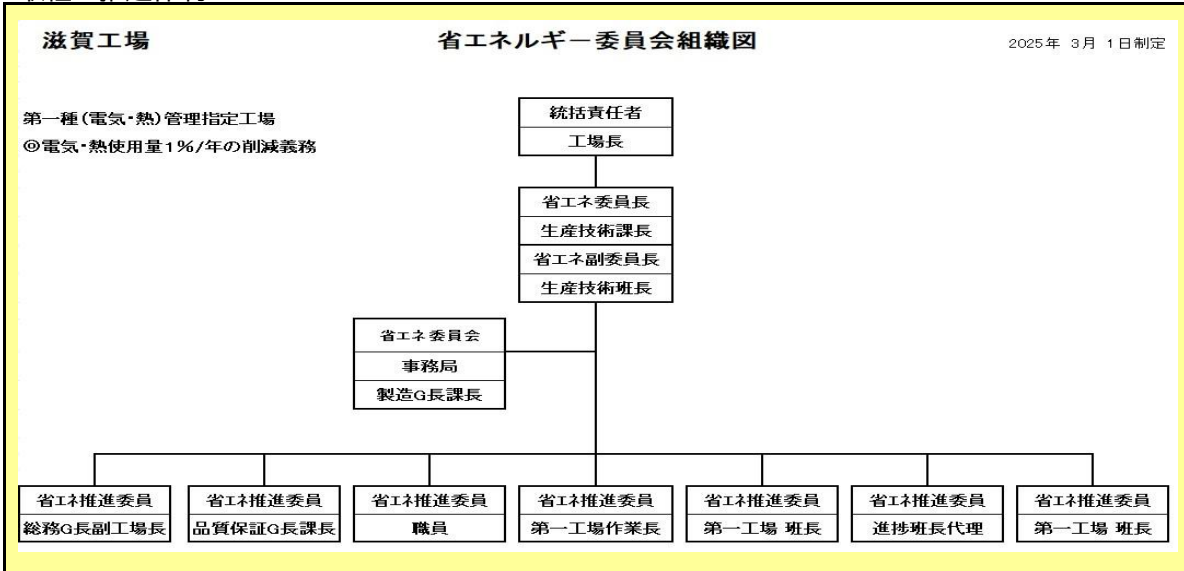 滋賀工場
省エネルギー委員会組織図
2025年 3月 1日制定
第一種(電気・熱)管理指定工場
◎電気・熱使用量1%/年の削減義務
統括責任者
工場長
省エネ委員長
生産技術課長
省エネ副委員長
生産技術班長
省エネ委員会
事務局
製造G長課長
省エネ推進委員
総務G長副工場長
省エネ推進委員
品質保証G長課長
省エネ推進委員
職員
省エネ推進委員
第一工場作業長
省エネ推進委員
第一工場 班長
省エネ推進委員
進捗班長代理
省エネ推進委員
第一工場 班長